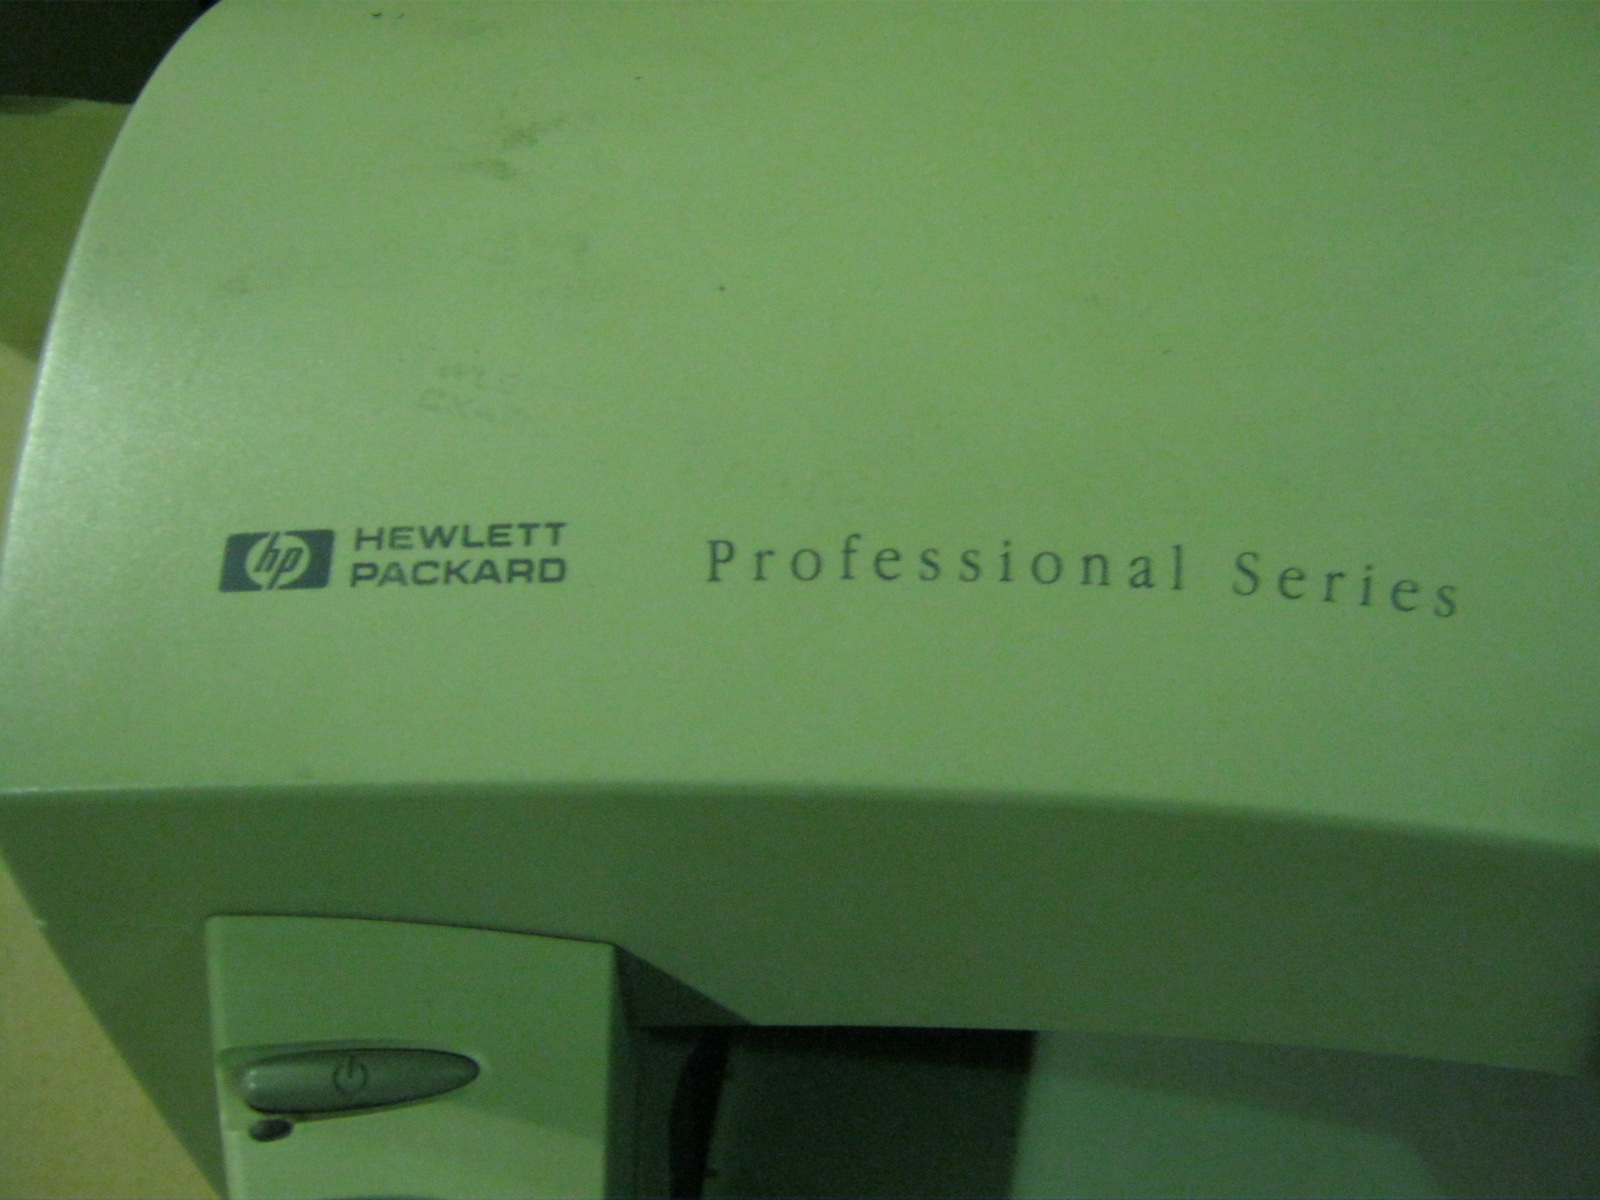 hp HEWLETT
PACKARD
Professional Series